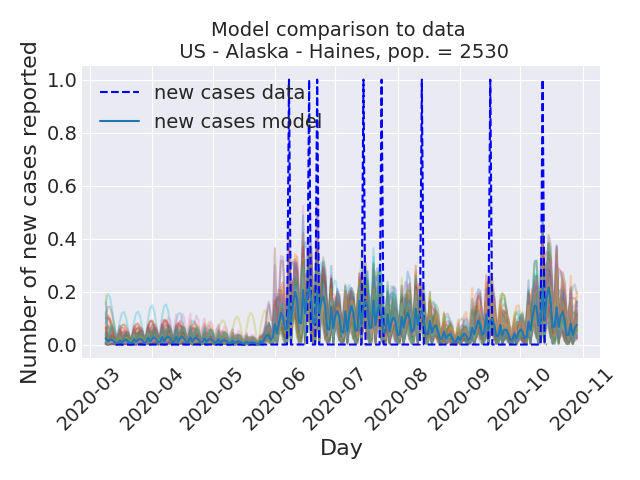 Model comparison to data
US - Alaska - Haines, pop. = 2530
Number of new cases reported
1.0
0.8
0.6
0.4
0.2
0.0
new cases data
new cases model
2020-03
2020-04
2020-05
2020-06
2020-07
2020-08
2020-09
2020-10
2020-11
Day